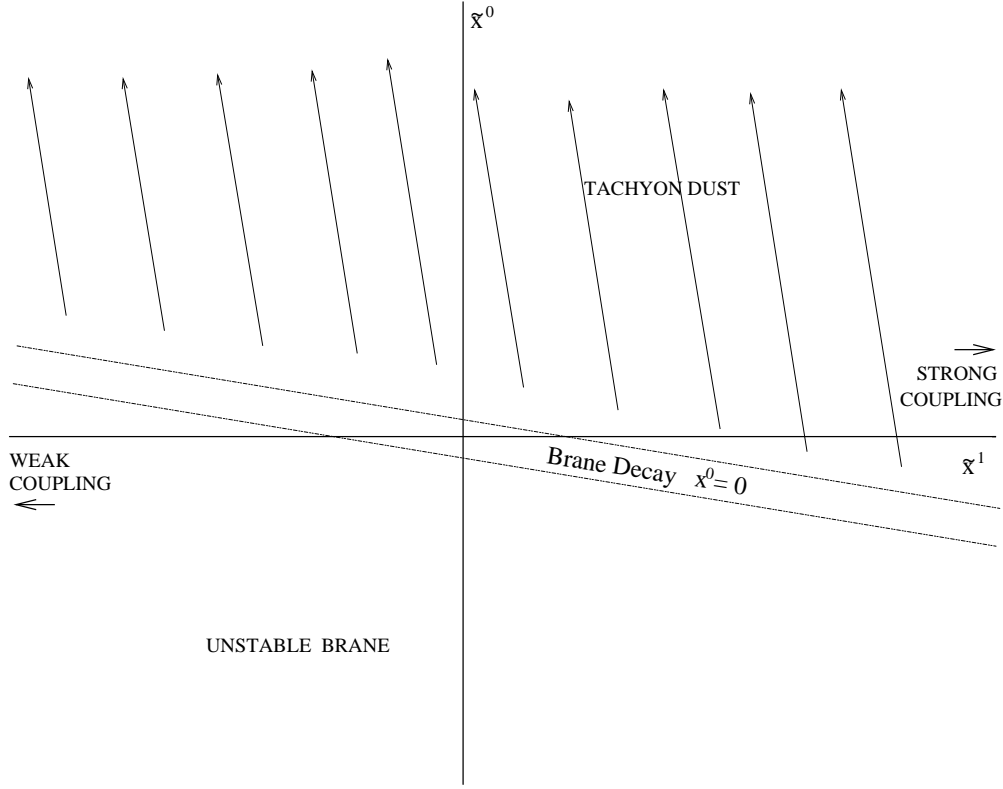 x̃⁰
TACHYON DUST
STRONG
COUPLING
WEAK
COUPLING
Brane Decay x⁰= 0
x̃¹
UNSTABLE BRANE